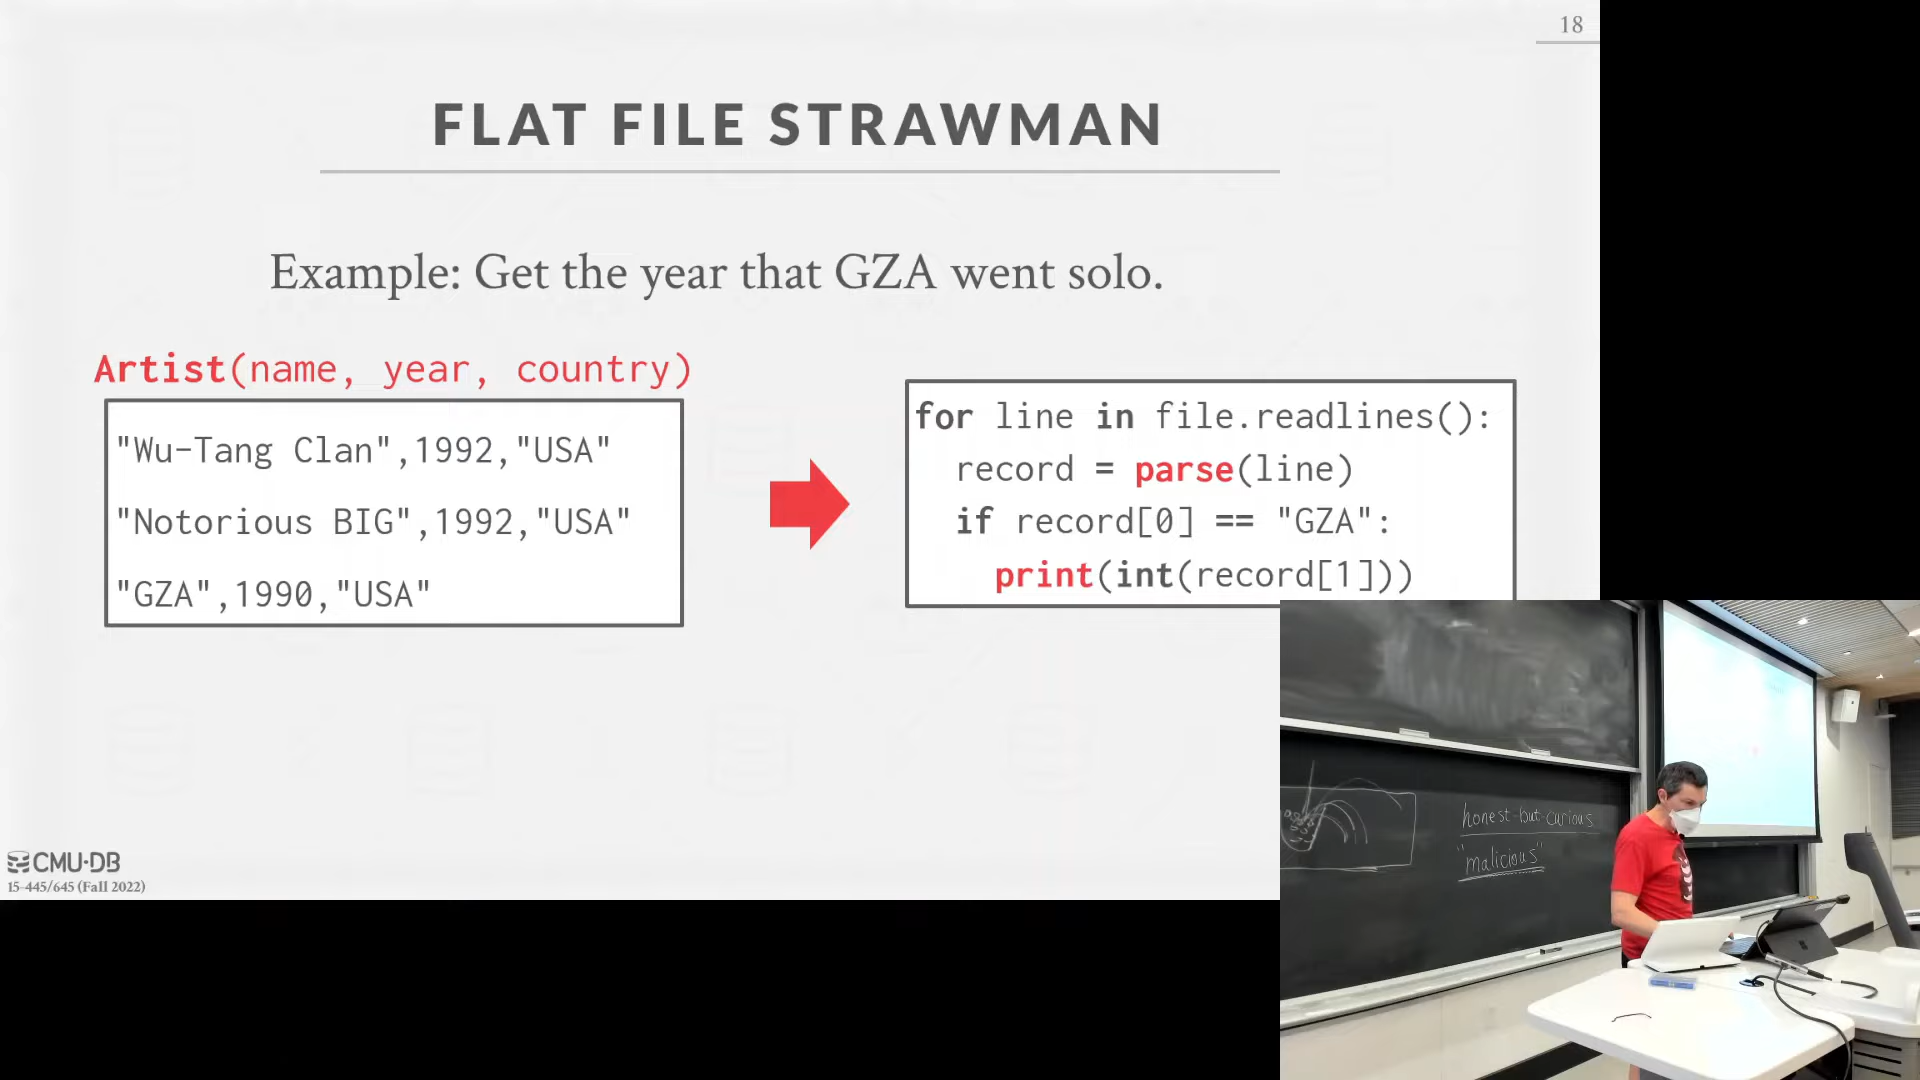 18
FLAT FILE STRAWMAN
Example: Get the year that GZA went solo.
Artist(name, year, country)
"Wu-Tang Clan",1992,"USA"
"Notorious BIG",1992,"USA"
"GZA",1990,"USA"
for line in file.readlines():
record = parse(line)
if record[0] == "GZA":
print(int(record[1]))
honest-but-curious
"malicious"
CMU·DB
15-445/645 (Fall 2022)